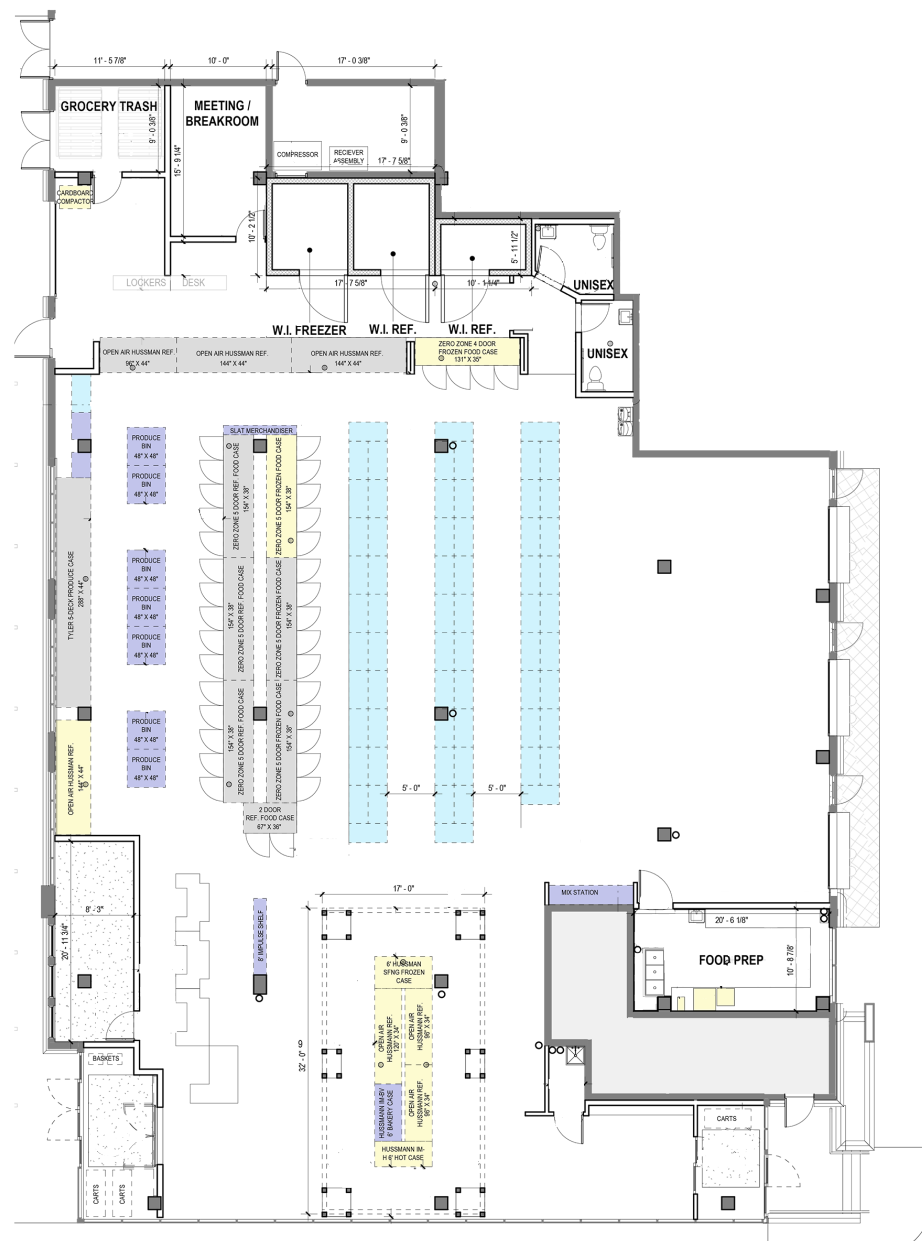 11' - 5 7/8"
10' - 0"
17' - 0 3/8"
GROCERY TRASH
MEETING /
BREAKROOM
9' - 0 3/8"
15' - 9 1/4"
9' - 0 3/8"
COMPRESSOR
RECIEVER
ASSEMBLY
17' - 7 5/8"
CARDBOARD
COMPACTOR
10' - 2 1/2"
5' - 11 1/2"
LOCKERS
DESK
17' - 7 5/8"
10' - 1 1/4"
UNISEX
W.I. FREEZER
W.I. REF.
W.I. REF.
UNISEX
OPEN AIR HUSSMAN REF.
96" X 44"
OPEN AIR HUSSMAN REF.
144" X 44"
OPEN AIR HUSSMAN REF.
144" X 44"
ZERO ZONE 4 DOOR
FROZEN FOOD CASE
131" X 35"
SLAT MERCHANDISER
PRODUCE
BIN
48" X 48"
PRODUCE
BIN
48" X 48"
ZERO ZONE 5 DOOR REF. FOOD CASE
154" X 38"
ZERO ZONE 5 DOOR FROZEN FOOD CASE
154" X 38"
TYLER 5-DECK PRODUCE CASE
288" X 44"
PRODUCE
BIN
48" X 48"
PRODUCE
BIN
48" X 48"
PRODUCE
BIN
48" X 48"
154" X 38"
ZERO ZONE 5 DOOR REF. FOOD CASE
ZERO ZONE 5 DOOR FROZEN FOOD CASE
154" X 38"
PRODUCE
BIN
48" X 48"
PRODUCE
BIN
48" X 48"
154" X 38"
ZERO ZONE 5 DOOR REF. FOOD CASE
ZERO ZONE 5 DOOR FROZEN FOOD CASE
154" X 38"
OPEN AIR HUSSMAN REF.
144" X 44"
5' - 0"
5' - 0"
2 DOOR
REF. FOOD CASE
67" X 36"
17' - 0"
MIX STATION
8' - 3"
20' - 11 3/4"
8' IMPULSE SHELF
20' - 6 1/8"
FOOD PREP
10' - 8 7/8'
6' HUSSMAN
SFNG FROZEN
CASE
OPEN AIR
HUSSMANN REF.
120" X 34"
OPEN AIR
HUSSMANN REF.
96" X 34"
32' - 0"
BASKETS
HUSSMANN IM-BV
6' BAKERY CASE
OPEN AIR
HUSSMANN REF.
96" X 34"
HUSSMANN IM-
H 6' HOT CASE
CARTS
CARTS
CARTS